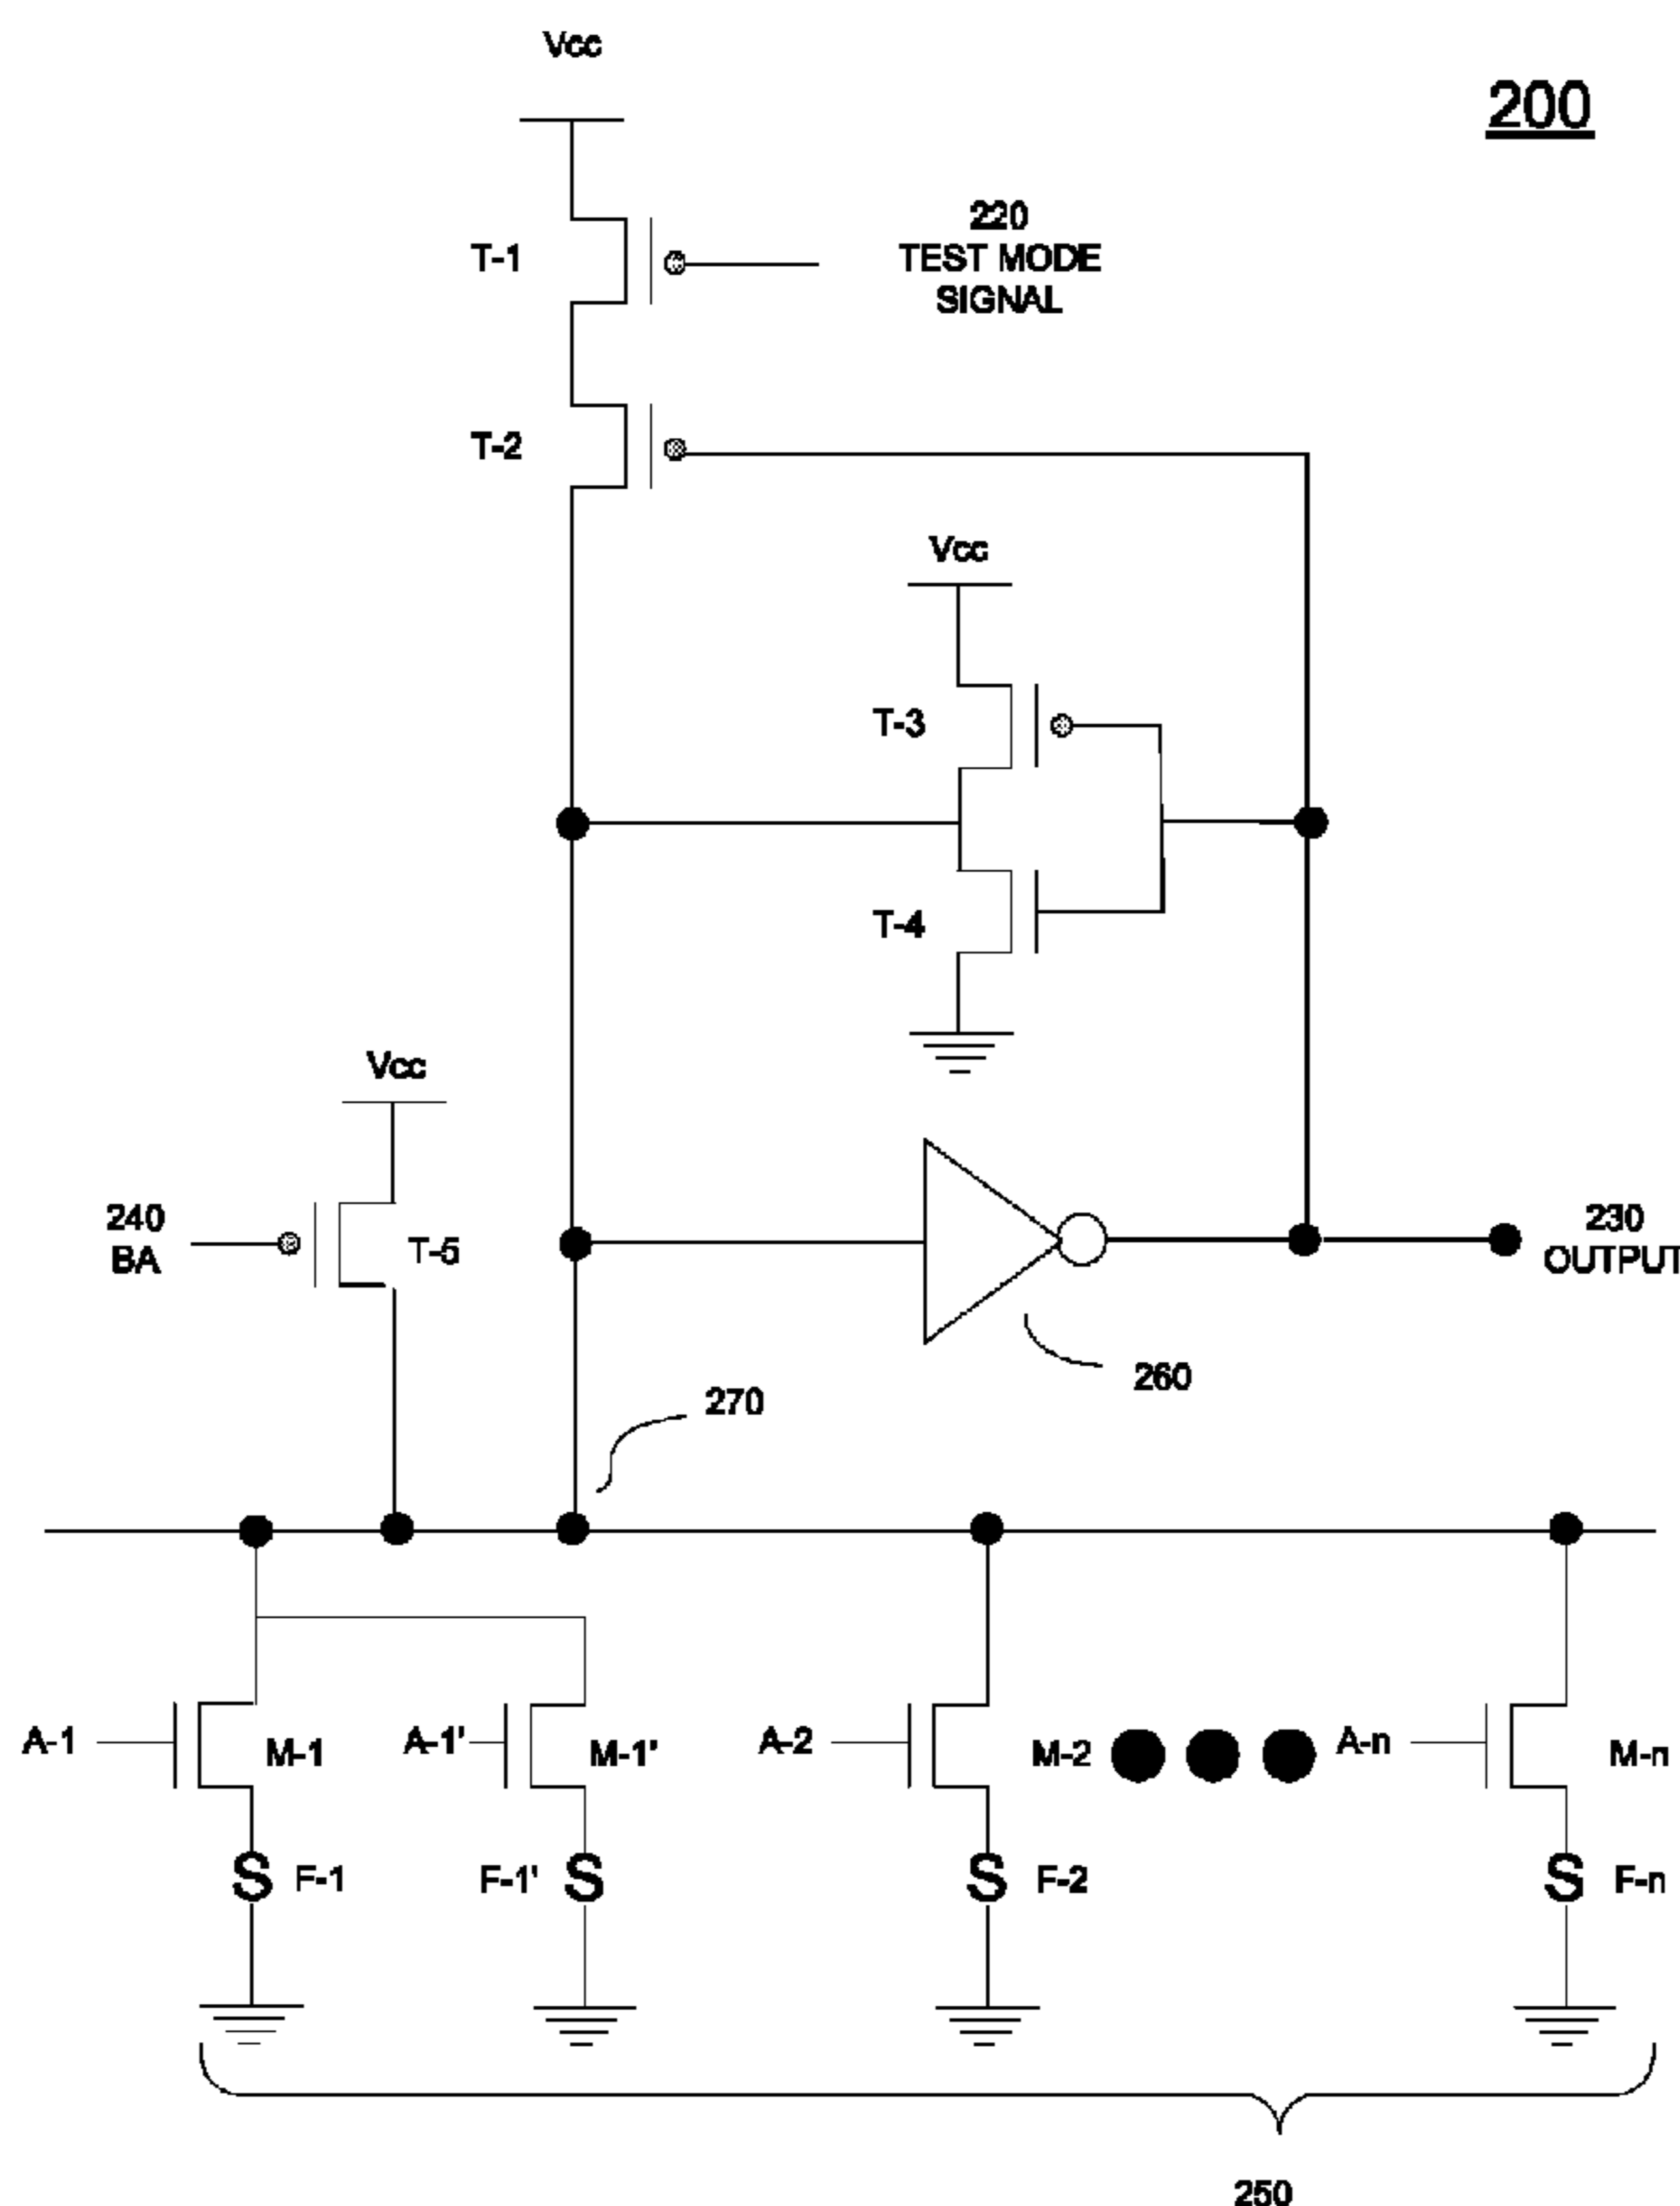 Vcc
200
T-1
220
TEST MODE
SIGNAL
T-2
Vcc
T-3
T-4
Vcc
240
BA
T-5
230
OUTPUT
260
270
A-1
M-1
A-1'
M-1'
A-2
M-2
A-n
M-n
S
F-1
F-1'
S
S
F-2
S
F-n
250